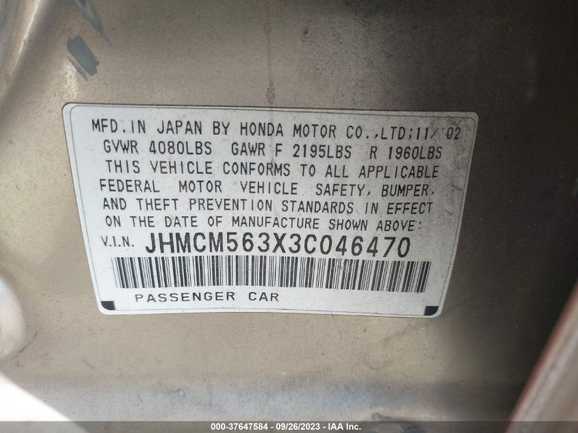 MFD.IN JAPAN BY HONDA MOTOR CO.,LTD;11/'02
GVWR 4080LBS GAWR F 2195LBS R 1960LBS
THIS VEHICLE CONFORMS TO ALL APPLICABLE
FEDERAL MOTOR VEHICLE SAFETY, BUMPER,
AND THEFT PREVENTION STANDARDS IN EFFECT
ON THE DATE OF MANUFACTURE SHOWN ABOVE:
V.I.N. JHMCM563X3C046470
PASSENGER CAR
000-37647584 | 09/26/2023 | IAA Inc.